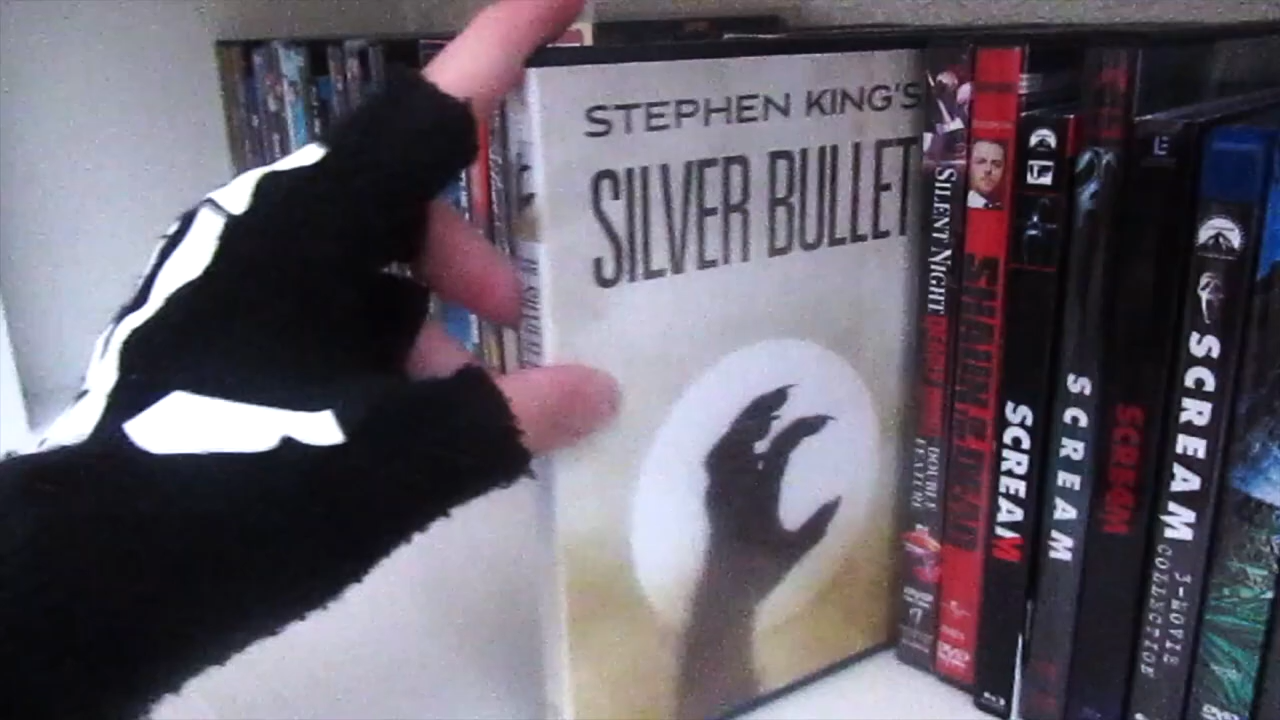 STEPHEN KING'S
SILVER BULLET
SILENT NIGHT
DOUBLE FEATURE
SHAUN OF THE DEAD
DVD
SCREAM
SCREAM
SCREAM
SCREAM
3-MOVIE
COLLECTION